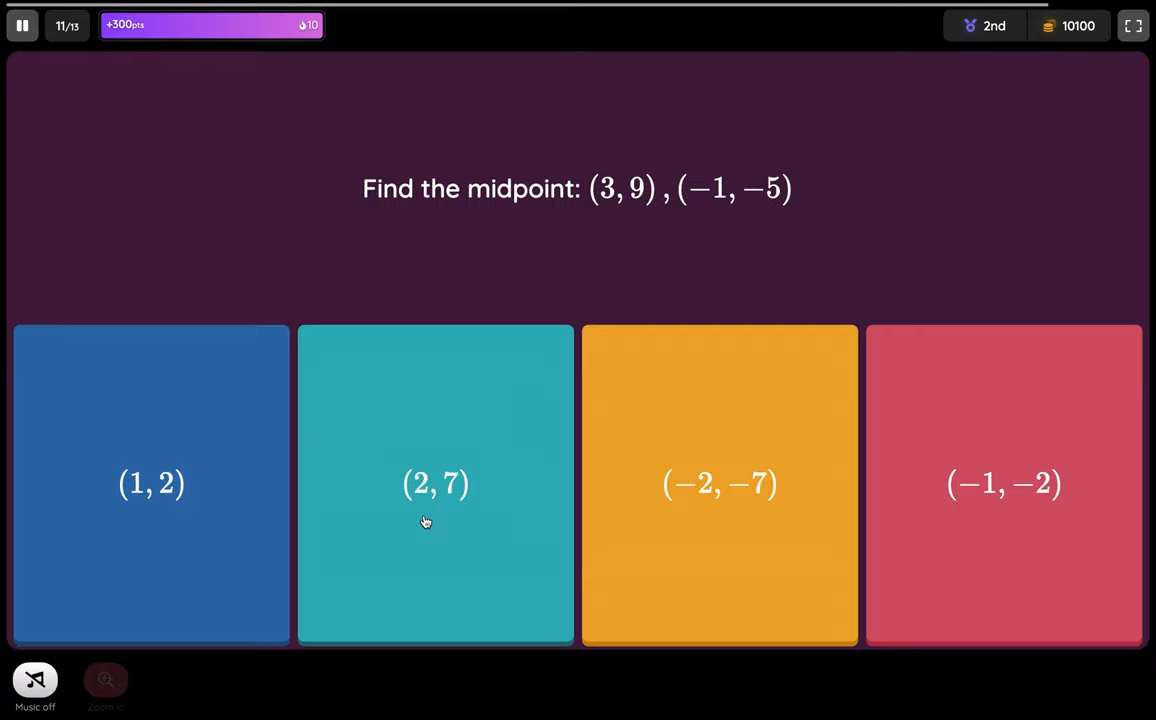 11/13
+300pts
10
2nd
10100
Find the midpoint: (3, 9) , (−1, −5)
(1, 2)
(2, 7)
(−2, −7)
(−1, −2)
Music off
Zoom in